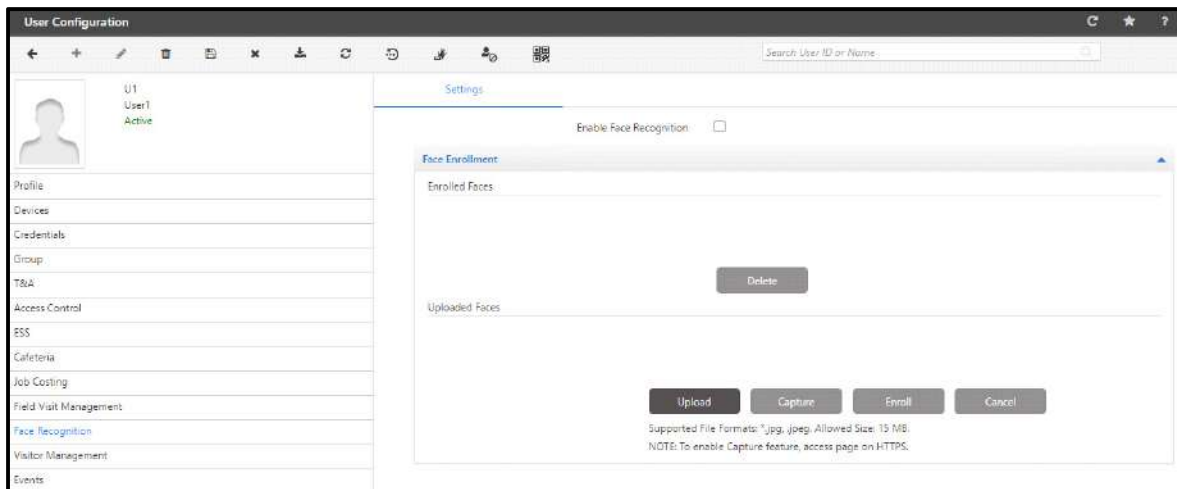 User Configuration
?
Search User ID or Name
U1
User1
Active
Profile
Devices
Credentials
Group
T&A
Access Control
ESS
Cafeteria
Job Costing
Field Visit Management
Face Recognition
Visitor Management
Events
Settings
Enable Face Recognition
Face Enrollment
Enrolled Faces
Delete
Uploaded Faces
Upload Capture Enroll Cancel
Supported File Formats: *.jpg, .jpeg. Allowed Size: 15 MB.
NOTE: To enable Capture feature, access page on HTTPS.